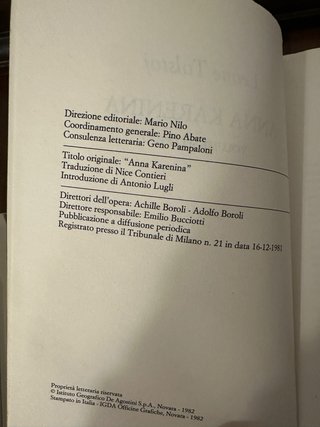 Direzione editoriale: Mario Nilo
Coordinamento generale: Pino Abate
Consulenza letteraria: Geno Pampaloni
Titolo originale: "Anna Karenina"
Traduzione di Nice Contieri
Introduzione di Antonio Lugli
Direttori dell'opera: Achille Boroli - Adolfo Boroli
Direttore responsabile: Emilio Bucciotti
Pubblicazione a diffusione periodica
Registrato presso il Tribunale di Milano n. 21 in data 16-12-1981
Proprietà letteraria riservata
© Istituto Geografico De Agostini S.p.A., Novara - 1982
Stampato in Italia - IGDA Officine Grafiche, Novara - 1982